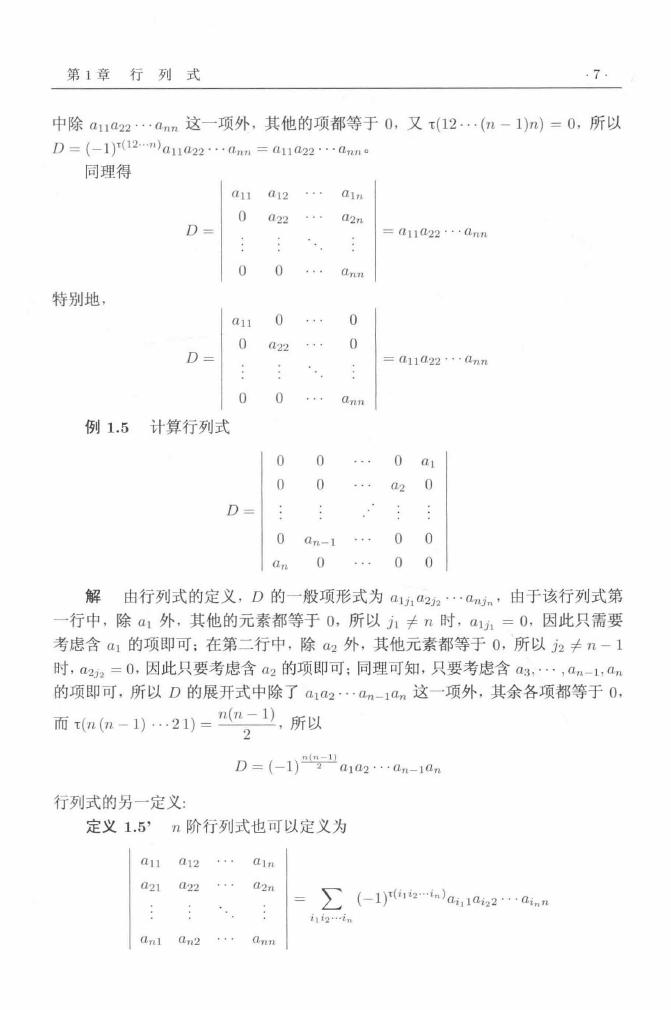 第 1 章 行 列 式 ·7·
中除 a₁₁a₂₂⋯aₙₙ 这一项外，其他的项都等于 0，又 τ(12⋯(n − 1)n) = 0，所以
D = (−1)^{τ(12⋯n)}a₁₁a₂₂⋯aₙₙ = a₁₁a₂₂⋯aₙₙ。
同理得
a₁₁ a₁₂ ⋯ a₁ₙ
0 a₂₂ ⋯ a₂ₙ
D = ⋮ ⋮ ⋱ ⋮ = a₁₁a₂₂⋯aₙₙ
0 0 ⋯ aₙₙ
特别地，
a₁₁ 0 ⋯ 0
0 a₂₂ ⋯ 0
D = ⋮ ⋮ ⋱ ⋮ = a₁₁a₂₂⋯aₙₙ
0 0 ⋯ aₙₙ
例 1.5 计算行列式
0 0 ⋯ 0 a₁
0 0 ⋯ a₂ 0
D = ⋮ ⋮ ⋰ ⋮ ⋮
0 aₙ₋₁ ⋯ 0 0
aₙ 0 ⋯ 0 0
解 由行列式的定义，D 的一般项形式为 a_{1j₁}a_{2j₂}⋯a_{njₙ}，由于该行列式第
一行中，除 a₁ 外，其他的元素都等于 0，所以 j₁ ≠ n 时，a_{1j₁} = 0，因此只需要
考虑含 a₁ 的项即可；在第二行中，除 a₂ 外，其他元素都等于 0，所以 j₂ ≠ n − 1
时，a_{2j₂} = 0，因此只要考虑含 a₂ 的项即可；同理可知，只要考虑含 a₃,⋯,aₙ₋₁,aₙ
的项即可，所以 D 的展开式中除了 a₁a₂⋯aₙ₋₁aₙ 这一项外，其余各项都等于 0，
而 τ(n(n − 1)⋯21) = n(n − 1)/2，所以
D = (−1)^{n(n−1)/2}a₁a₂⋯aₙ₋₁aₙ
行列式的另一定义：
定义 1.5’ n 阶行列式也可以定义为
a₁₁ a₁₂ ⋯ a₁ₙ
a₂₁ a₂₂ ⋯ a₂ₙ
⋮ ⋮ ⋱ ⋮ = ∑_{i₁i₂⋯iₙ} (−1)^{τ(i₁i₂⋯iₙ)}a_{i₁1}a_{i₂2}⋯a_{iₙn}
aₙ₁ aₙ₂ ⋯ aₙₙ